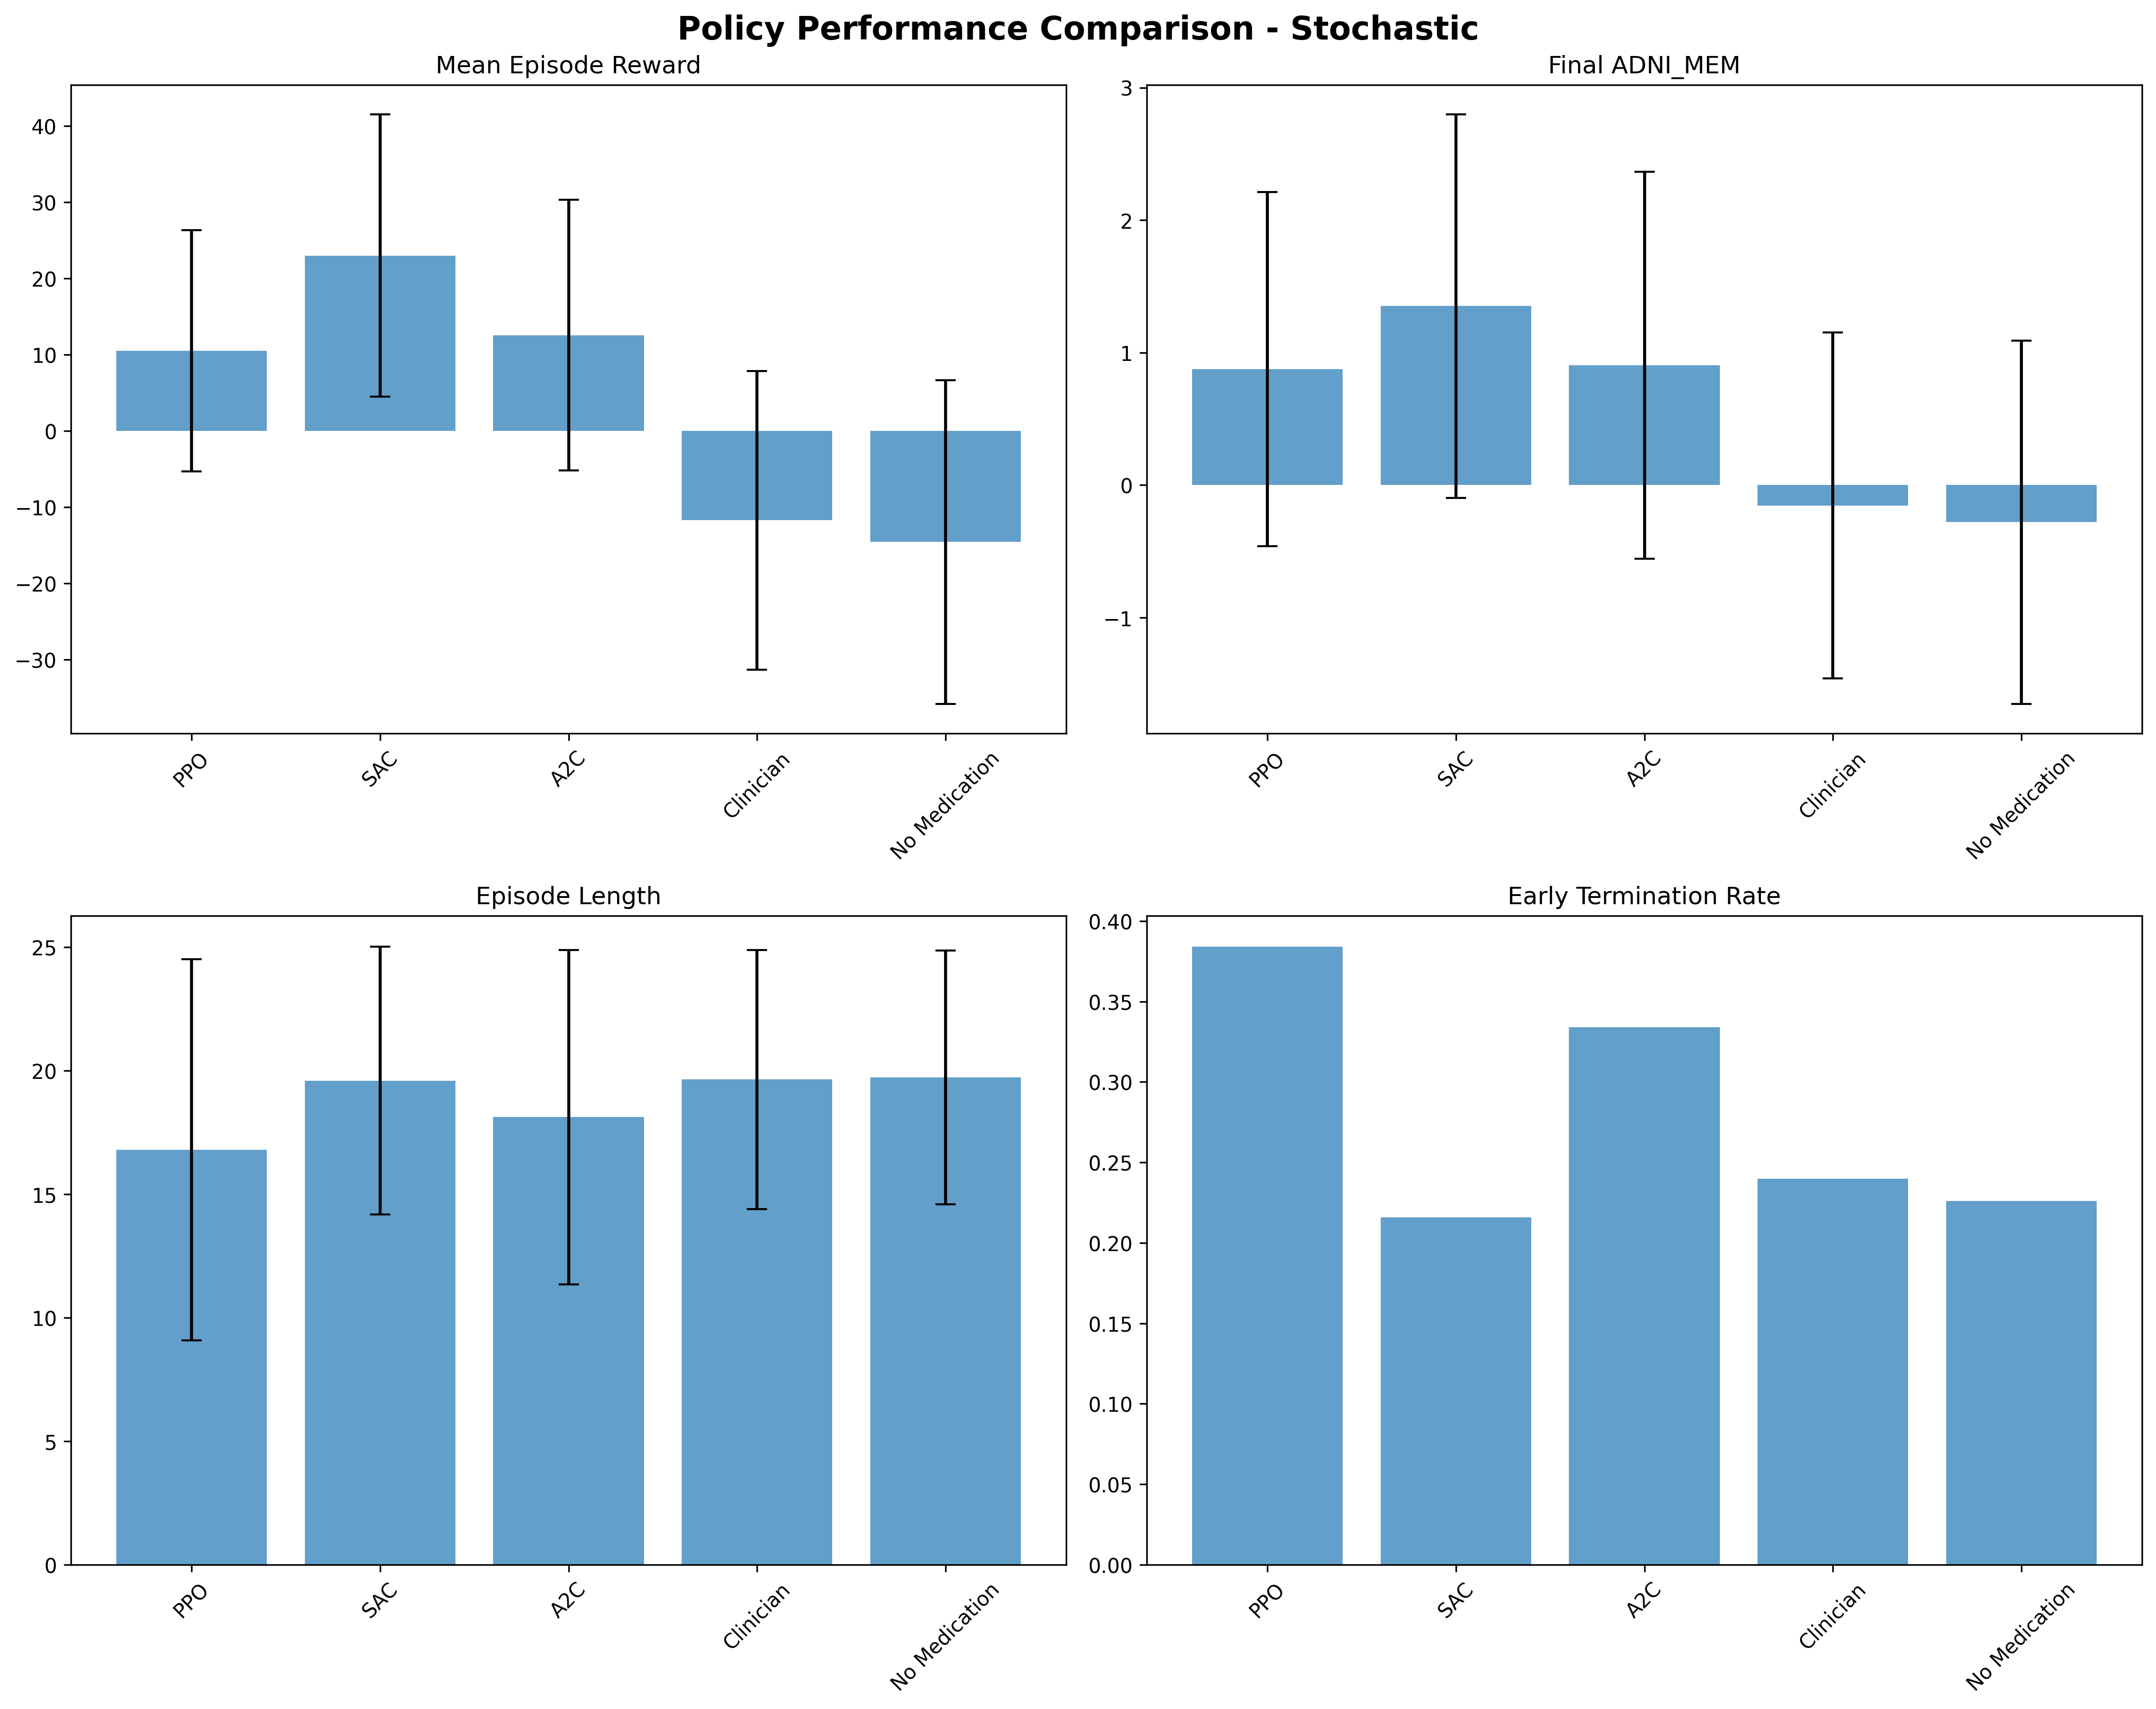 Policy Performance Comparison - Stochastic
Mean Episode Reward
40
30
20
10
0
−10
−20
−30
PPO
SAC
A2C
Clinician
No Medication
Final ADNI_MEM
3
2
1
0
−1
PPO
SAC
A2C
Clinician
No Medication
Episode Length
25
20
15
10
5
0
PPO
SAC
A2C
Clinician
No Medication
Early Termination Rate
0.40
0.35
0.30
0.25
0.20
0.15
0.10
0.05
0.00
PPO
SAC
A2C
Clinician
No Medication